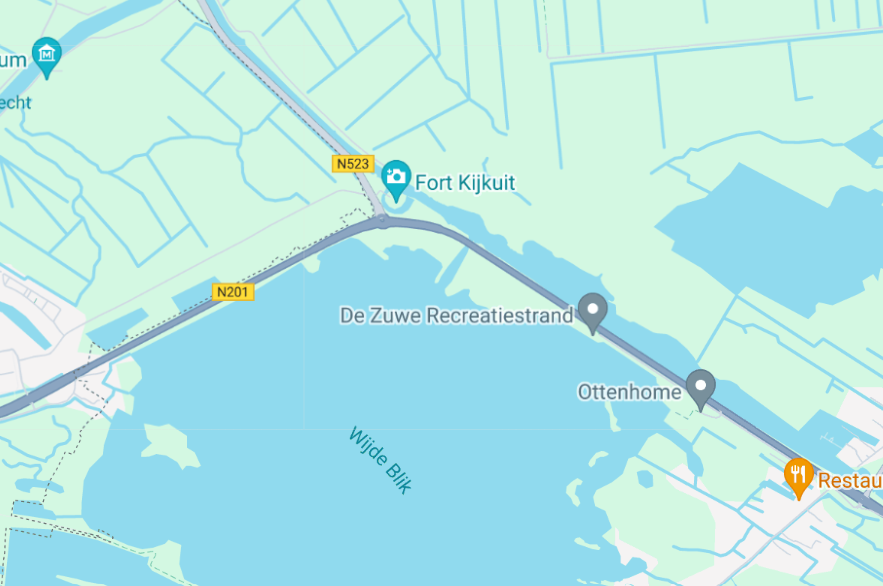 um
echt
N523
Fort Kijkuit
N201
De Zuwe Recreatiestrand
Ottenhome
Wijde Blik
Restau